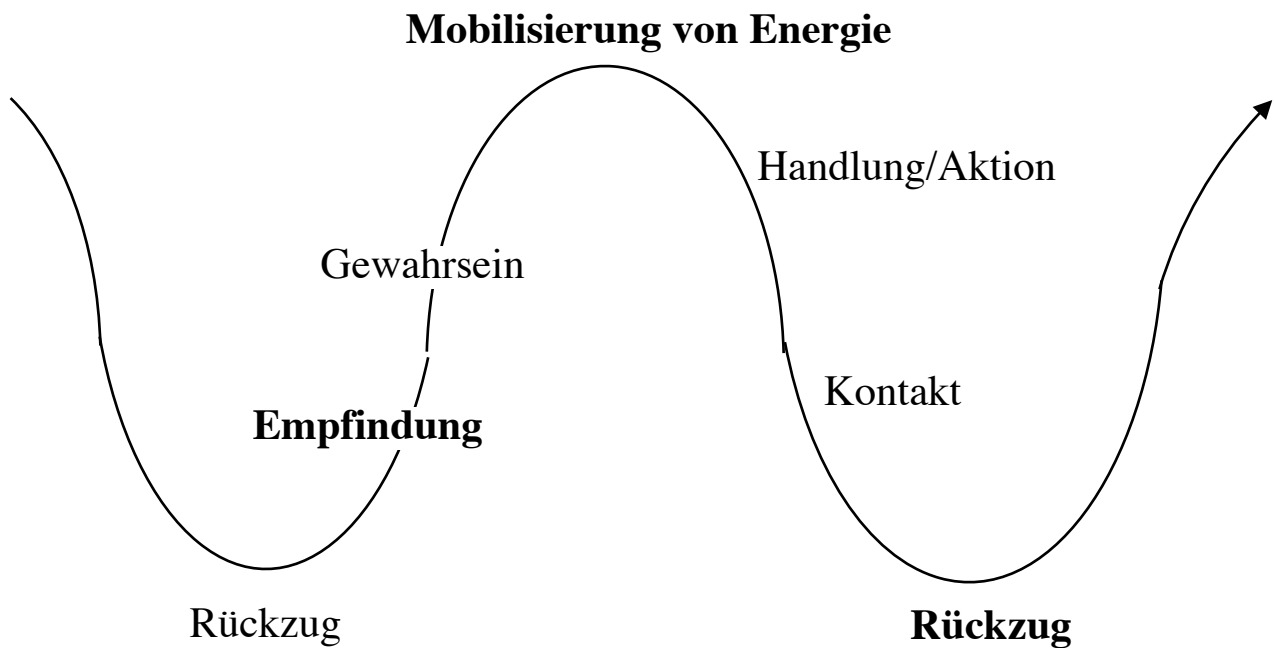 Mobilisierung von Energie
Handlung/Aktion
Gewahrsein
Kontakt
Empfindung
Rückzug
Rückzug